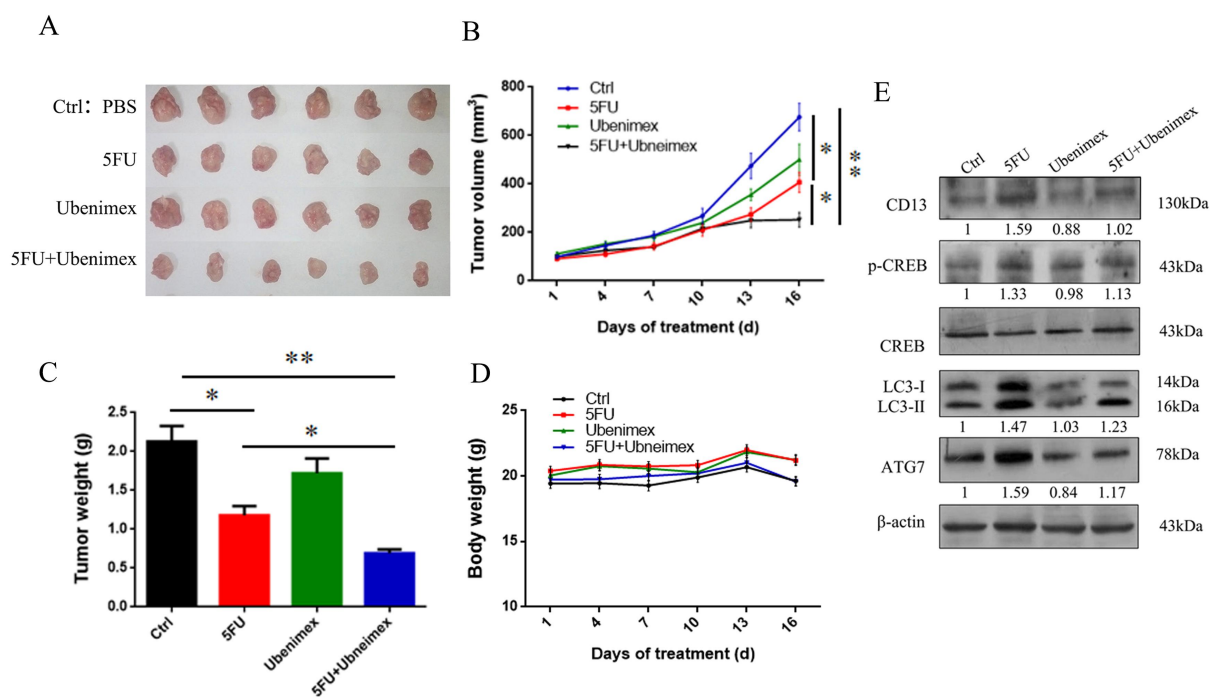 A
Ctrl: PBS
5FU
Ubenimex
5FU+Ubenimex
B
Tumor volume (mm³)
800
600
400
200
0
Ctrl
5FU
Ubenimex
5FU+Ubneimex
*
*
**
1 4 7 10 13 16
Days of treatment (d)
C
**
*
*
Tumor weight (g)
2.5
2.0
1.5
1.0
0.5
0.0
Ctrl
5FU
Ubenimex
5FU+Ubneimex
D
Ctrl
5FU
Ubenimex
5FU+Ubneimex
Body weight (g)
25
20
15
10
1 4 7 10 13 16
Days of treatment (d)
E
Ctrl 5FU Ubenimex 5FU+Ubenimex
CD13 130kDa
1 1.59 0.88 1.02
p-CREB 43kDa
1 1.33 0.98 1.13
CREB 43kDa
LC3-I 14kDa
LC3-II 16kDa
1 1.47 1.03 1.23
ATG7 78kDa
1 1.59 0.84 1.17
β-actin 43kDa